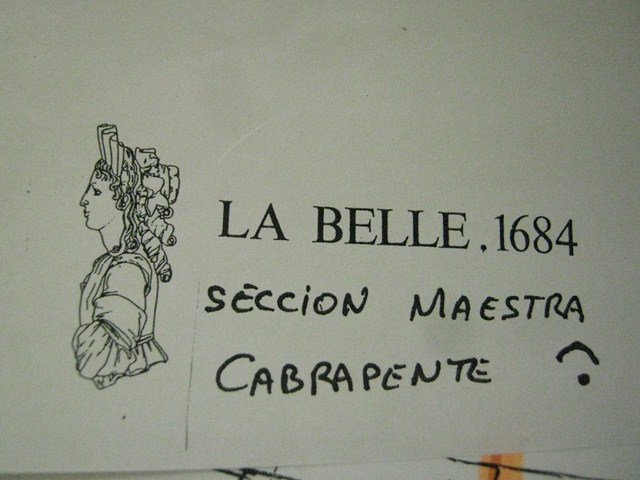 LA BELLE.1684
SECCION MAESTRA
CABRAPENTE